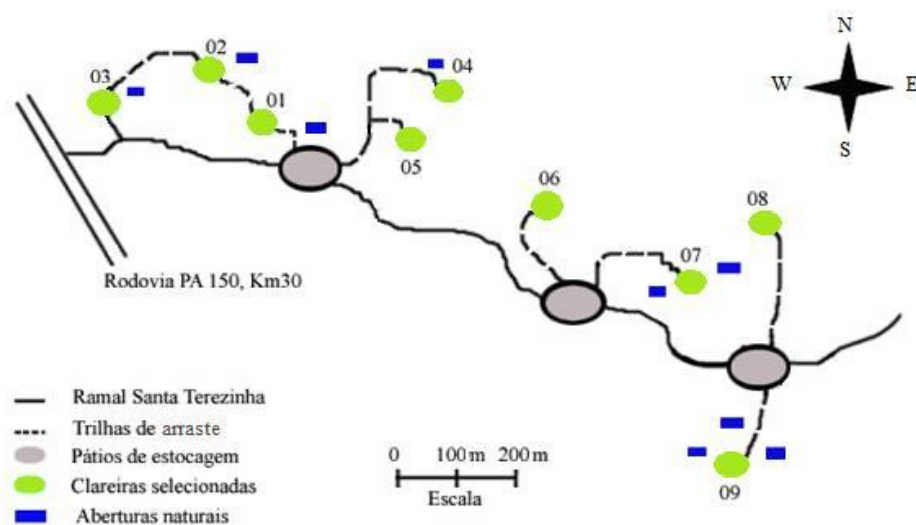 N
W E
S
02
03
01
04
05
06
08
07
Rodovia PA 150, Km30
09
Ramal Santa Terezinha
Trilhas de arraste
Pátios de estocagem
Clareiras selecionadas
Aberturas naturais
0 100 m 200 m
Escala